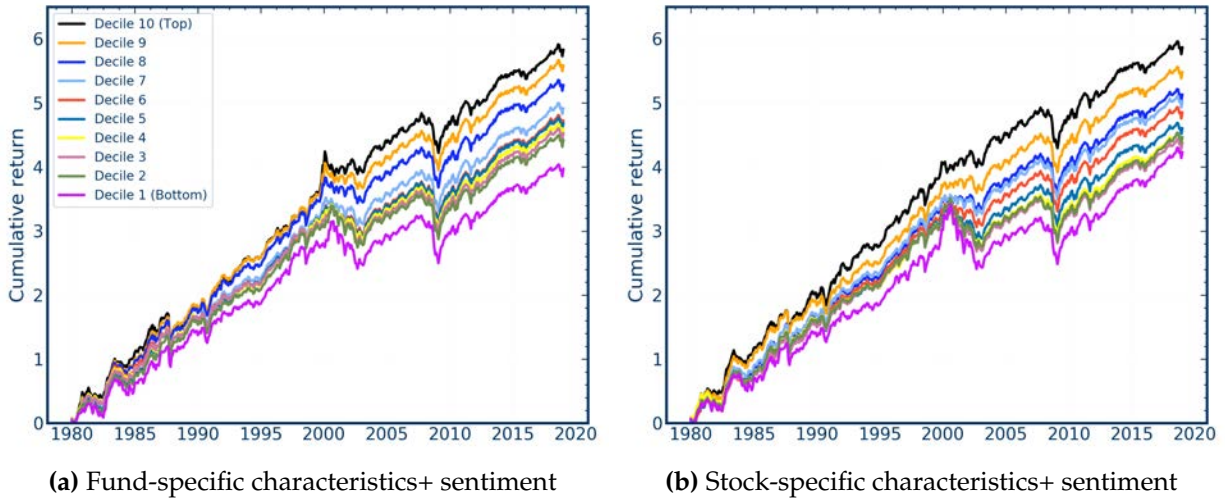 Cumulative return
6
5
4
3
2
1
0
Decile 10 (Top)
Decile 9
Decile 8
Decile 7
Decile 6
Decile 5
Decile 4
Decile 3
Decile 2
Decile 1 (Bottom)
1980 1985 1990 1995 2000 2005 2010 2015 2020
(a) Fund-specific characteristics+ sentiment
Cumulative return
6
5
4
3
2
1
0
1980 1985 1990 1995 2000 2005 2010 2015 2020
(b) Stock-specific characteristics+ sentiment